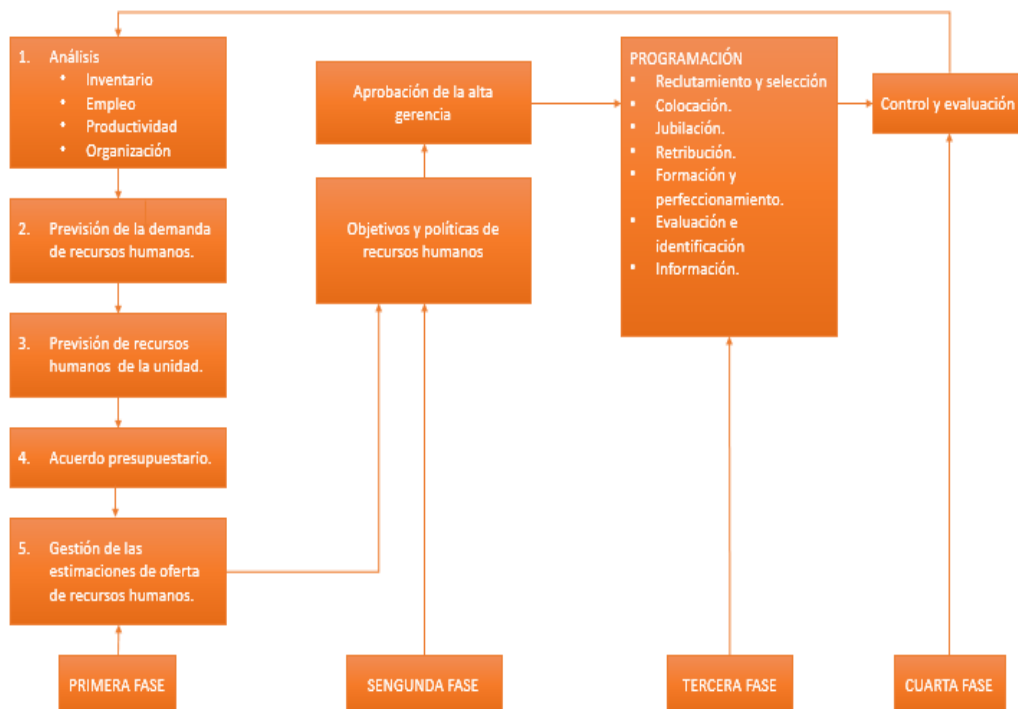 1. Análisis
• Inventario
• Empleo
• Productividad
• Organización
2. Previsión de la demanda
de recursos humanos.
3. Previsión de recursos
humanos de la unidad.
4. Acuerdo presupuestario.
5. Gestión de las
estimaciones de oferta
de recursos humanos.
PRIMERA FASE
Aprobación de la alta
gerencia
Objetivos y políticas de
recursos humanos
SENGUNDA FASE
PROGRAMACIÓN
▪ Reclutamiento y selección
▪ Colocación.
▪ Jubilación.
▪ Retribución.
▪ Formación y
perfeccionamiento.
▪ Evaluación e
identificación
▪ Información.
TERCERA FASE
Control y evaluación
CUARTA FASE